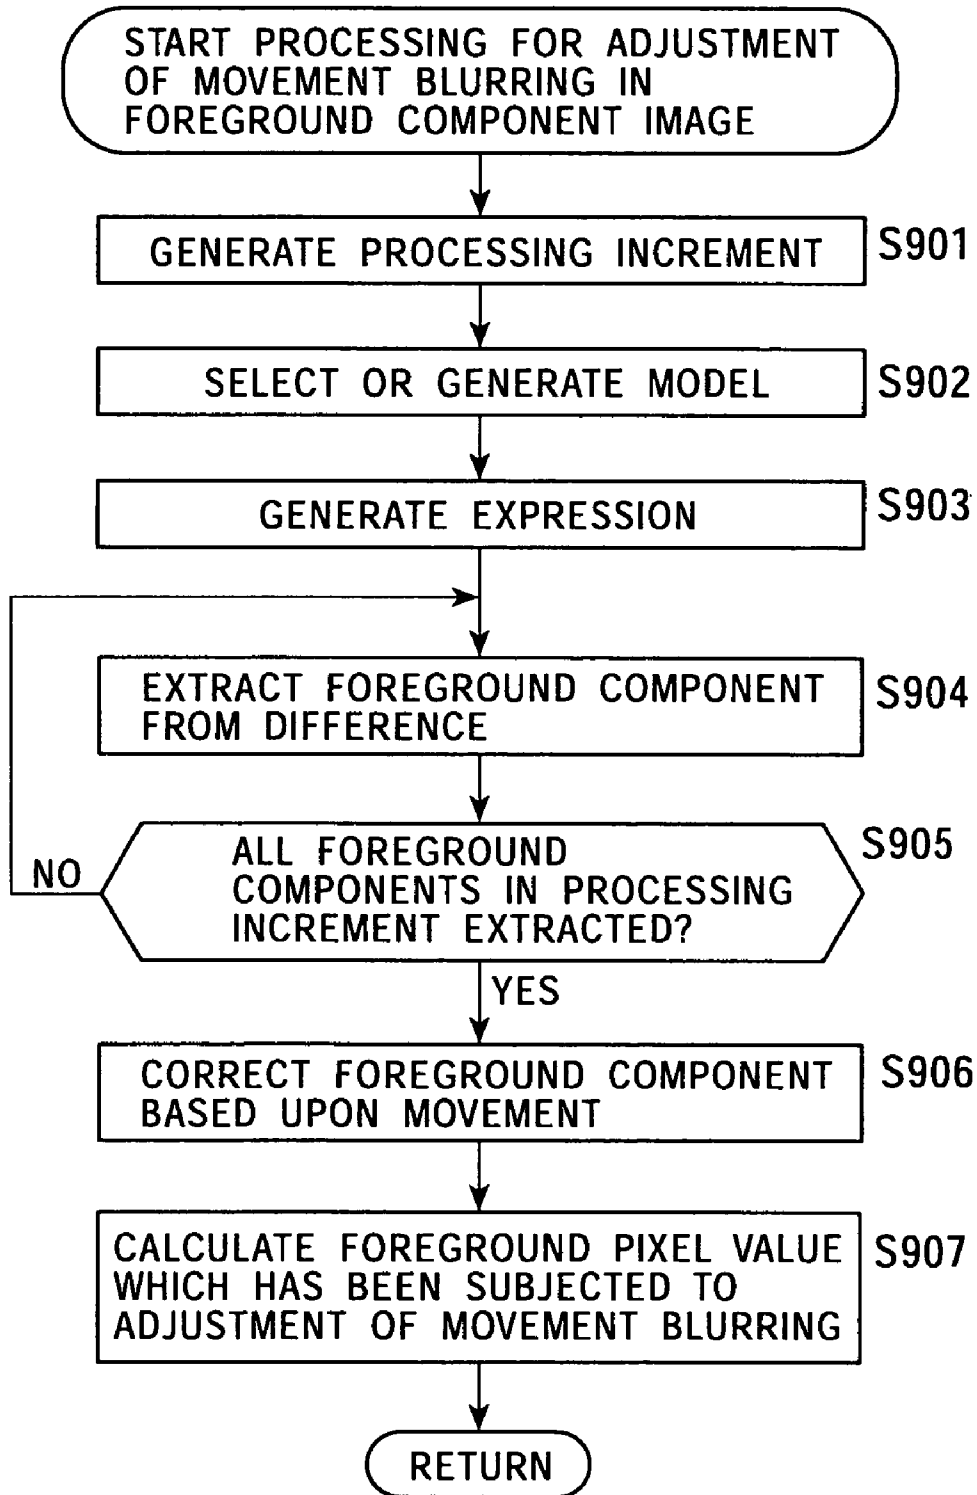 START PROCESSING FOR ADJUSTMENT
OF MOVEMENT BLURRING IN
FOREGROUND COMPONENT IMAGE
GENERATE PROCESSING INCREMENT
S901
SELECT OR GENERATE MODEL
S902
GENERATE EXPRESSION
S903
EXTRACT FOREGROUND COMPONENT
FROM DIFFERENCE
S904
ALL FOREGROUND
COMPONENTS IN PROCESSING
INCREMENT EXTRACTED?
S905
NO
YES
CORRECT FOREGROUND COMPONENT
BASED UPON MOVEMENT
S906
CALCULATE FOREGROUND PIXEL VALUE
WHICH HAS BEEN SUBJECTED TO
ADJUSTMENT OF MOVEMENT BLURRING
S907
RETURN